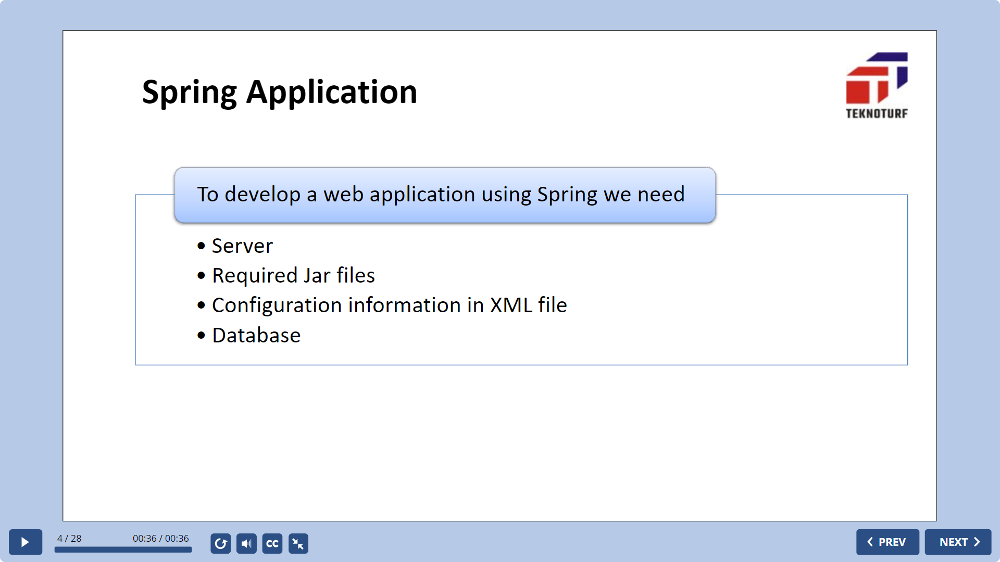 Spring Application
TEKNOTURF
To develop a web application using Spring we need
• Server
• Required Jar files
• Configuration information in XML file
• Database
4 / 28
00:36 / 00:36
CC
PREV
NEXT